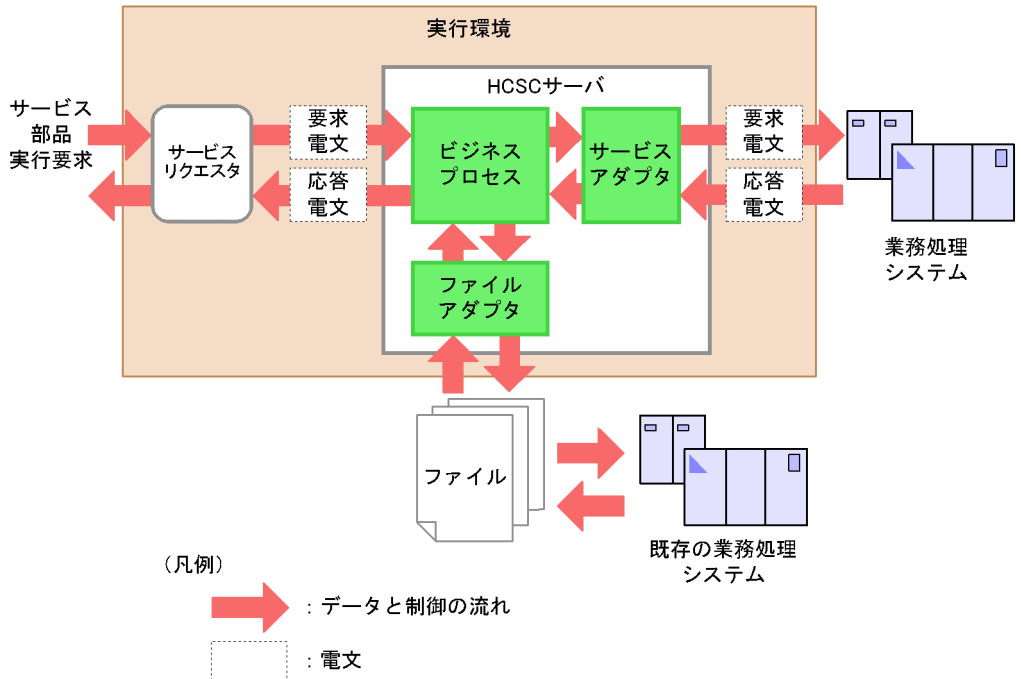 実行環境
HCSCサーバ
サービス
部品
実行要求
サービス
リクエスタ
要求
電文
応答
電文
ビジネス
プロセス
サービス
アダプタ
要求
電文
応答
電文
業務処理
システム
ファイル
アダプタ
ファイル
既存の業務処理
システム
（凡例）
：データと制御の流れ
：電文